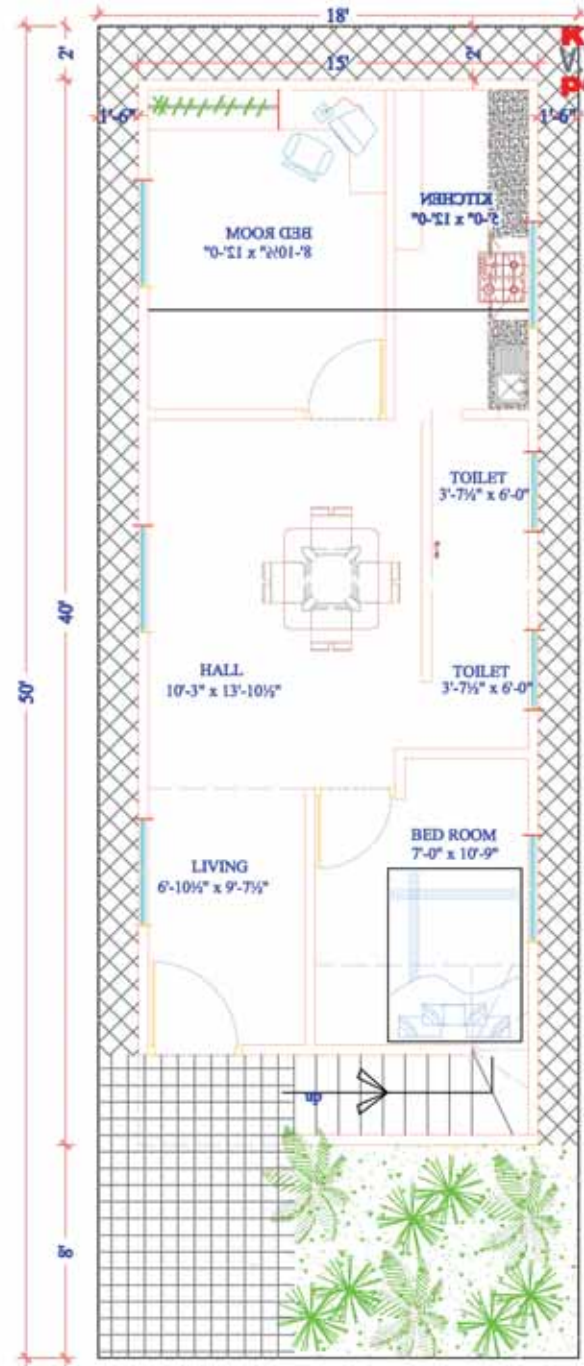 18'
2'
2'
15'
1'-6"
1'-6"
KITCHEN
5'-0" x 12'-0"
BED ROOM
8'-10½" x 12'-0"
TOILET
3'-7½" x 6'-0"
40'
50'
HALL
10'-3" x 13'-10½"
TOILET
3'-7½" x 6'-0"
BED ROOM
7'-0" x 10'-9"
LIVING
6'-10½" x 9'-7½"
up
8'